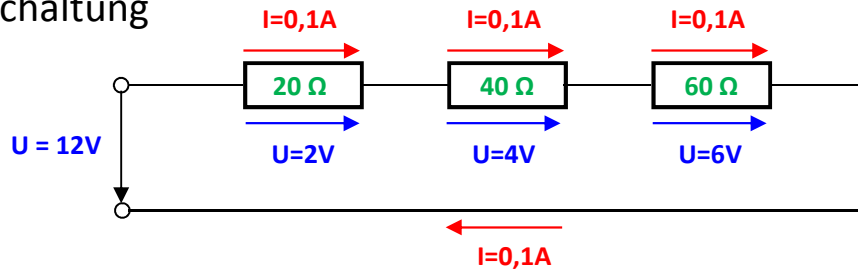 chaltung
I=0,1A I=0,1A I=0,1A
20 Ω 40 Ω 60 Ω
U = 12V
U=2V U=4V U=6V
I=0,1A